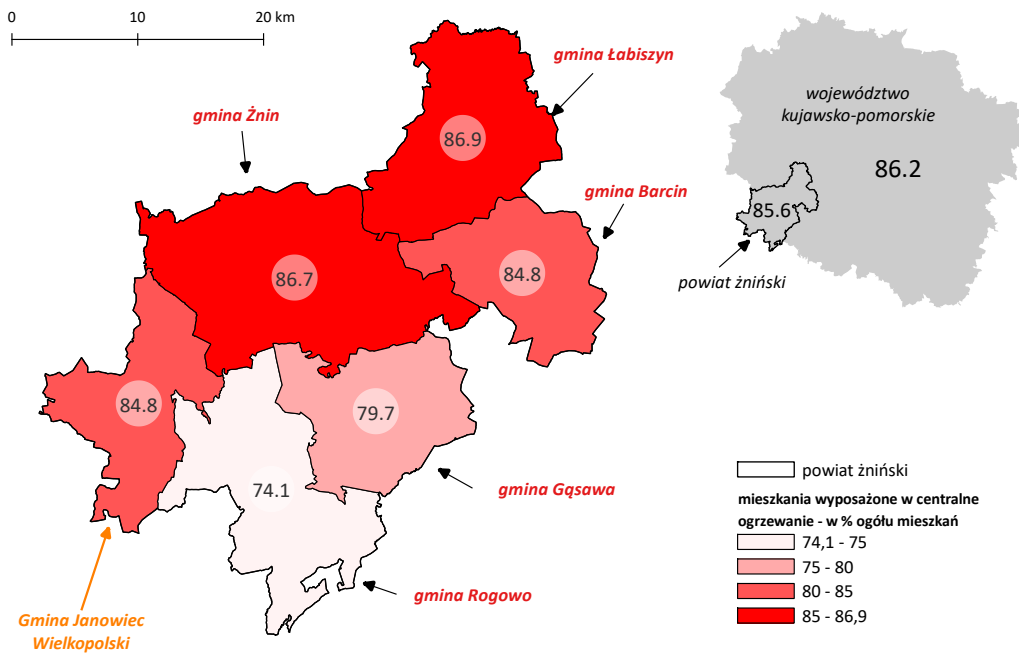 0 10 20 km
gmina Łabiszyn
gmina Żnin
województwo
kujawsko-pomorskie
86.9
86.2
gmina Barcin
85.6
84.8
86.7
powiat żniński
84.8
79.7
74.1
gmina Gąsawa
powiat żniński
mieszkania wyposażone w centralne
ogrzewanie - w % ogółu mieszkań
74,1 - 75
75 - 80
80 - 85
85 - 86,9
gmina Rogowo
Gmina Janowiec
Wielkopolski